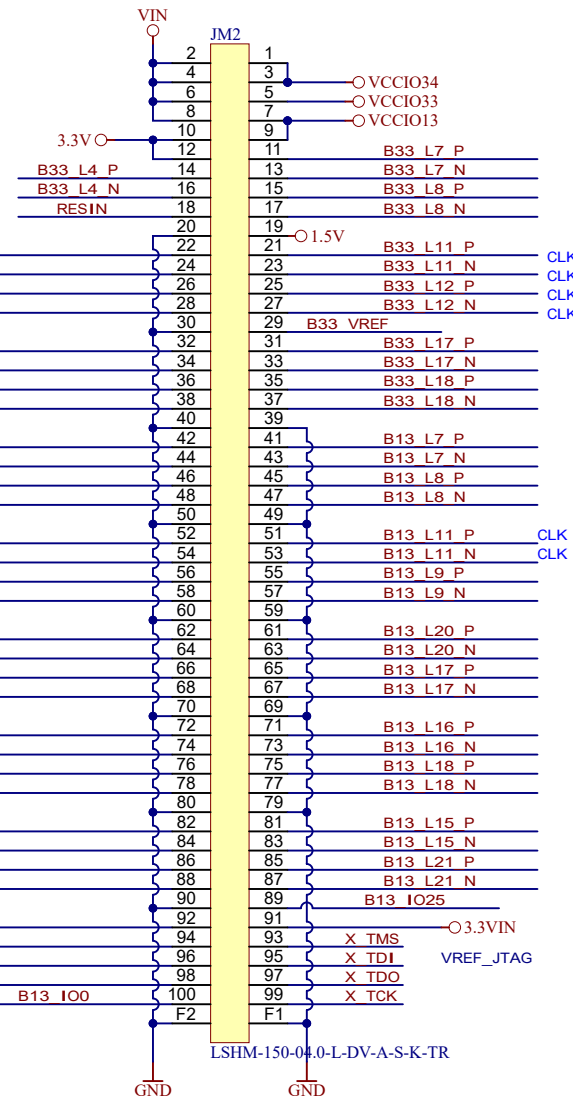 VIN
JM2
2 1
4 3 VCCIO34
6 5 VCCIO33
8 7 VCCIO13
3.3V 10 9
12 11 B33_L7_P
B33_L4_P 14 13 B33_L7_N
B33_L4_N 16 15 B33_L8_P
RESIN 18 17 B33_L8_N
20 19 1.5V
22 21 B33_L11_P CLK
24 23 B33_L11_N CLK
26 25 B33_L12_P CLK
28 27 B33_L12_N CLK
30 29 B33_VREF
32 31 B33_L17_P
34 33 B33_L17_N
36 35 B33_L18_P
38 37 B33_L18_N
40 39
42 41 B13_L7_P
44 43 B13_L7_N
46 45 B13_L8_P
48 47 B13_L8_N
50 49
52 51 B13_L11_P CLK
54 53 B13_L11_N CLK
56 55 B13_L9_P
58 57 B13_L9_N
60 59
62 61 B13_L20_P
64 63 B13_L20_N
66 65 B13_L17_P
68 67 B13_L17_N
70 69
72 71 B13_L16_P
74 73 B13_L16_N
76 75 B13_L18_P
78 77 B13_L18_N
80 79
82 81 B13_L15_P
84 83 B13_L15_N
86 85 B13_L21_P
88 87 B13_L21_N
90 89 B13_IO25
92 91 3.3VIN
94 93 X_TMS
96 95 X_TDI VREF_JTAG
98 97 X_TDO
B13_IO0 100 99 X_TCK
F2 F1
LSHM-150-04.0-L-DV-A-S-K-TR
GND GND